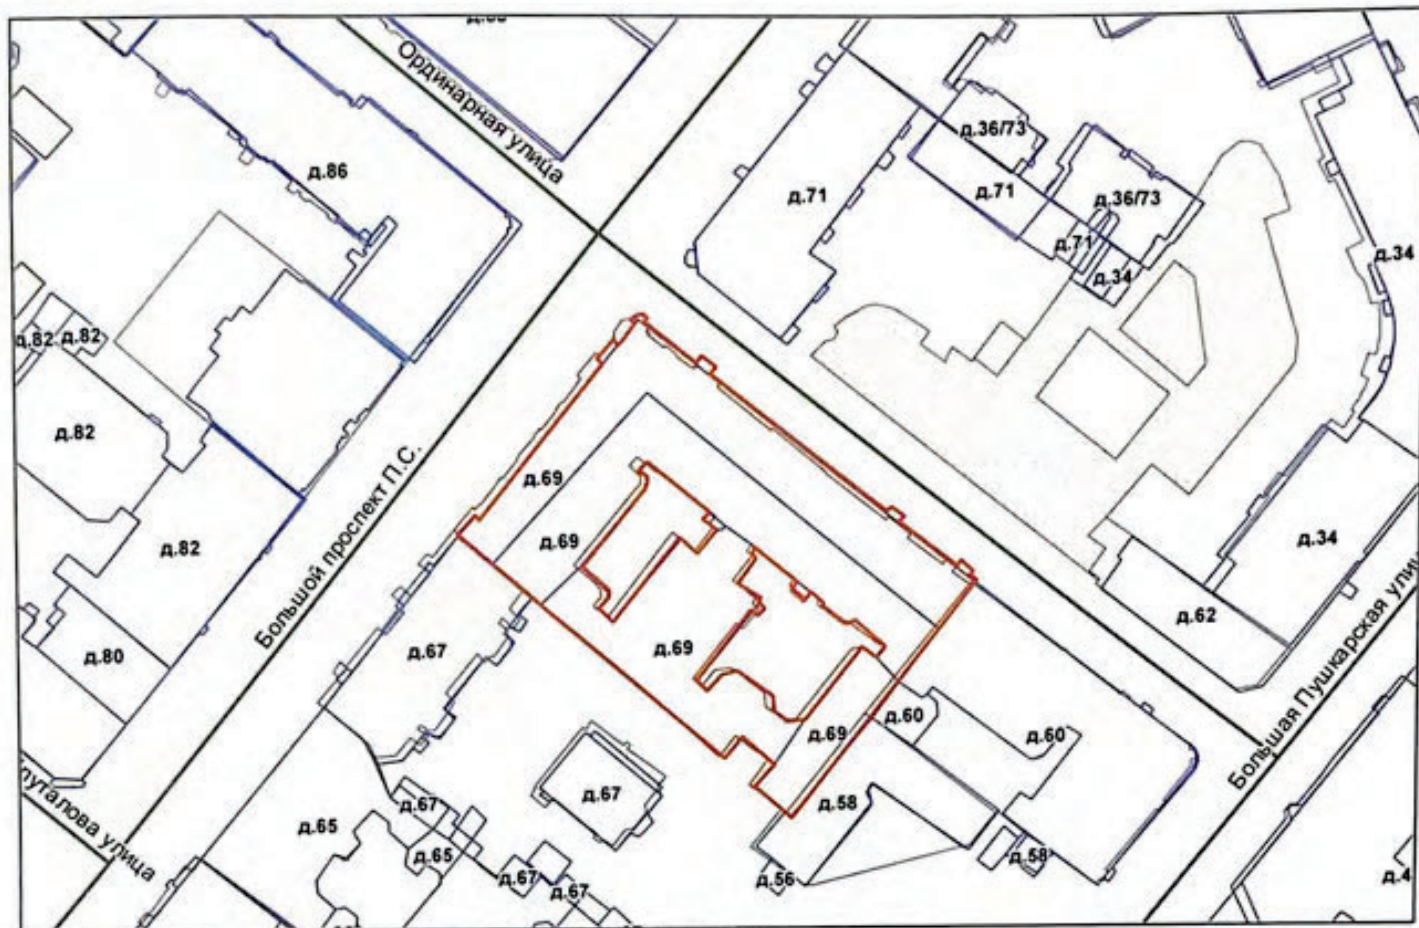 Ординарная улица
д.36/73
д.86
д.71
д.71
д.36/73
д.71
д.34
д.34
д.82
д.82
д.82
д.69
д.82
д.69
Большой проспект П.С.
д.34
д.62
д.80
д.67
д.69
д.60
д.69
д.60
Большая Пушкарская
д.67
д.67
д.58
д.65
улица
д.65
д.58
д.67
д.67
д.56